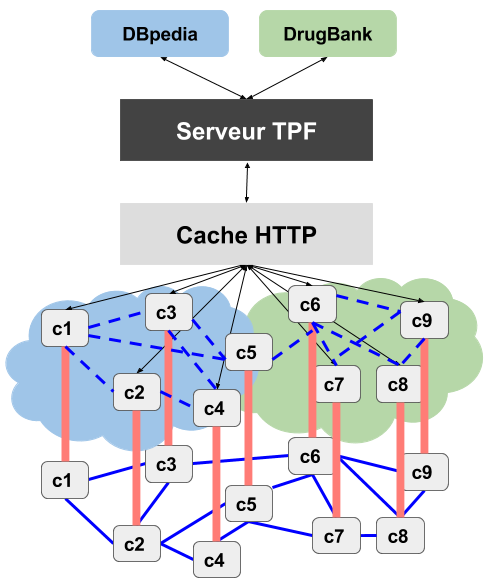 DBpedia
DrugBank
Serveur TPF
Cache HTTP
c1
c3
c6
c9
c5
c2
c4
c7
c8
c1
c3
c6
c9
c5
c2
c4
c7
c8